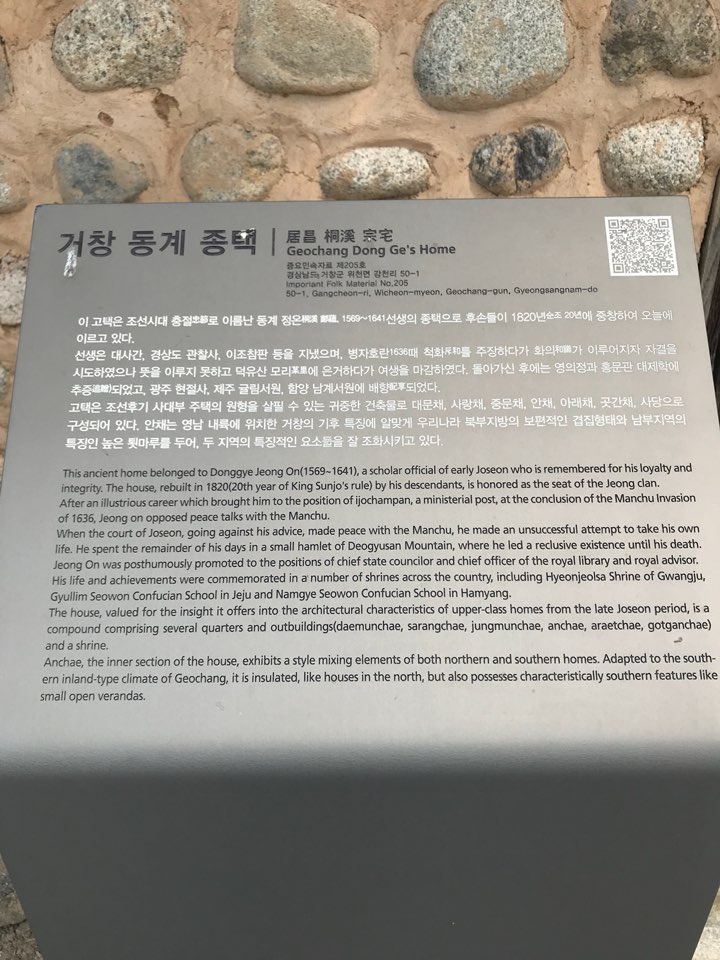 거창 동계 종택
居昌 桐溪 宗宅
Geochang Dong Ge's Home
중요민속자료 제205호
경상남도 거창군 위천면 강천리 50-1
Important Folk Material No.205
50-1, Gangcheon-ri, Wicheon-myeon, Geochang-gun, Gyeongsangnam-do
이 고택은 조선시대 충절忠節로 이름난 동계 정온桐溪 鄭蘊, 1569~1641선생의 종택으로 후손들이 1820년순조 20년에 중창하여 오늘에
이르고 있다.
선생은 대사간, 경상도 관찰사, 이조참판 등을 지냈으며, 병자호란1636때 척화斥和를 주장하다가 화의和議가 이루어지자 자결을
시도하였으나 뜻을 이루지 못하고 덕유산 모리某里에 은거하다가 여생을 마감하였다. 돌아가신 후에는 영의정과 홍문관 대제학에
추증追贈되었고, 광주 현절사, 제주 귤림서원, 함양 남계서원에 배향配享되었다.
고택은 조선후기 사대부 주택의 원형을 살필 수 있는 귀중한 건축물로 대문채, 사랑채, 중문채, 안채, 아래채, 곳간채, 사당으로
구성되어 있다. 안채는 영남 내륙에 위치한 거창의 기후 특징에 알맞게 우리나라 북부지방의 보편적인 겹집형태와 남부지역의
특징인 높은 툇마루를 두어, 두 지역의 특징적인 요소들을 잘 조화시키고 있다.
This ancient home belonged to Donggye Jeong On(1569~1641), a scholar official of early Joseon who is remembered for his loyalty and
integrity. The house, rebuilt in 1820(20th year of King Sunjo's rule) by his descendants, is honored as the seat of the Jeong clan.
After an illustrious career which brought him to the position of ijochampan, a ministerial post, at the conclusion of the Manchu Invasion
of 1636, Jeong on opposed peace talks with the Manchu.
When the court of Joseon, going against his advice, made peace with the Manchu, he made an unsuccessful attempt to take his own
life. He spent the remainder of his days in a small hamlet of Deogyusan Mountain, where he led a reclusive existence until his death.
Jeong On was posthumously promoted to the positions of chief state councilor and chief officer of the royal library and royal advisor.
His life and achievements were commemorated in a number of shrines across the country, including Hyeonjeolsa Shrine of Gwangju,
Gyullim Seowon Confucian School in Jeju and Namgye Seowon Confucian School in Hamyang.
The house, valued for the insight it offers into the architectural characteristics of upper-class homes from the late Joseon period, is a
compound comprising several quarters and outbuildings(daemunchae, sarangchae, jungmunchae, anchae, araetchae, gotganchae)
and a shrine.
Anchae, the inner section of the house, exhibits a style mixing elements of both northern and southern homes. Adapted to the south-
ern inland-type climate of Geochang, it is insulated, like houses in the north, but also possesses characteristically southern features like
small open verandas.